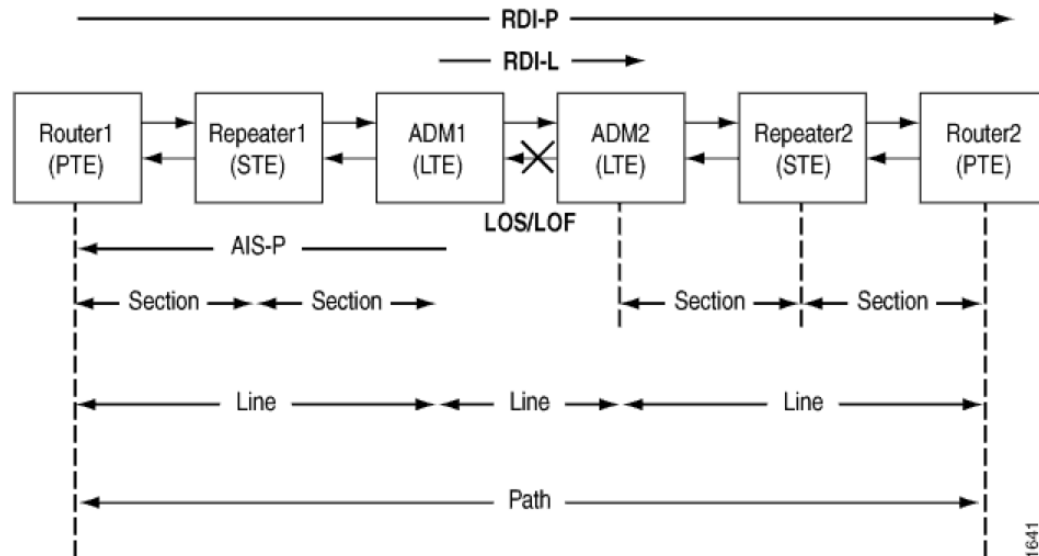 RDI-P
RDI-L
Router1
(PTE)
Repeater1
(STE)
ADM1
(LTE)
ADM2
(LTE)
Repeater2
(STE)
Router2
(PTE)
LOS/LOF
AIS-P
Section
Section
Section
Section
Line
Line
Line
Path
1641